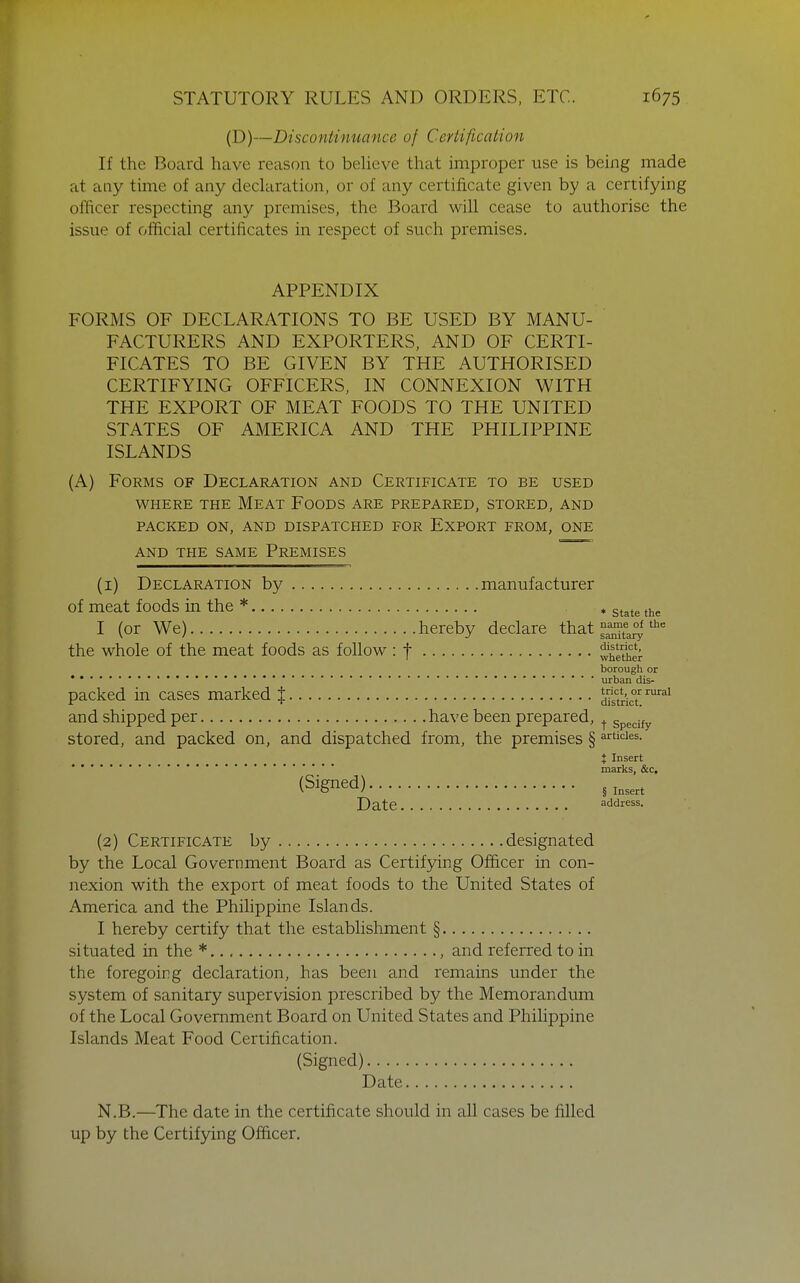 STATUTORY RULES AND ORDERS, ETC. 1675
(D)—Discontinuance of Certification
If the Board have reason to believe that improper use is being made
at any time of any declaration, or of any certificate given by a certifying
officer respecting any premises, the Board will cease to authorise the
issue of official certificates in respect of such premises.
APPENDIX
FORMS OF DECLARATIONS TO BE USED BY MANU-
FACTURERS AND EXPORTERS, AND OF CERTI-
FICATES TO BE GIVEN BY THE AUTHORISED
CERTIFYING OFFICERS, IN CONNEXION WITH
THE EXPORT OF MEAT FOODS TO THE UNITED
STATES OF AMERICA AND THE PHILIPPINE
ISLANDS
(A) FORMS OF DECLARATION AND CERTIFICATE TO BE USED
WHERE THE MEAT FOODS ARE PREPARED, STORED, AND
PACKED ON, AND DISPATCHED FOR EXPORT FROM, ONE
AND THE SAME PREMISES
(1) DECLARATION by ....................manufacturer
of meat foods in the *........................
I (or We)........................hereby declare that
the whole of the meat foods as follow : † ..................
............................................................
packed in cases marked ‡................................
and shipped per........................have been prepared,
stored, and packed on, and dispatched from, the premises §
............................
(Signed)........................
Date..................
* State the
name of the
sanitary
district,
whether
borough or
urban dis-
trict, or rural
district.
† Specify
articles.
‡ Insert
marks, &c.
§ Insert
address.
(2) CERTIFICATE by ........................designated
by the Local Government Board as Certifying Officer in con-
nexion with the export of meat foods to the United States of
America and the Philippine Islands.
I hereby certify that the establishment §................
situated in the *........................, and referred to in
the foregoing declaration, has been and remains under the
system of sanitary supervision prescribed by the Memorandum
of the Local Government Board on United States and Philippine
Islands Meat Food Certification.
(Signed)......................
Date..................
N.B.—The date in the certificate should in all cases be filled
up by the Certifying Officer.